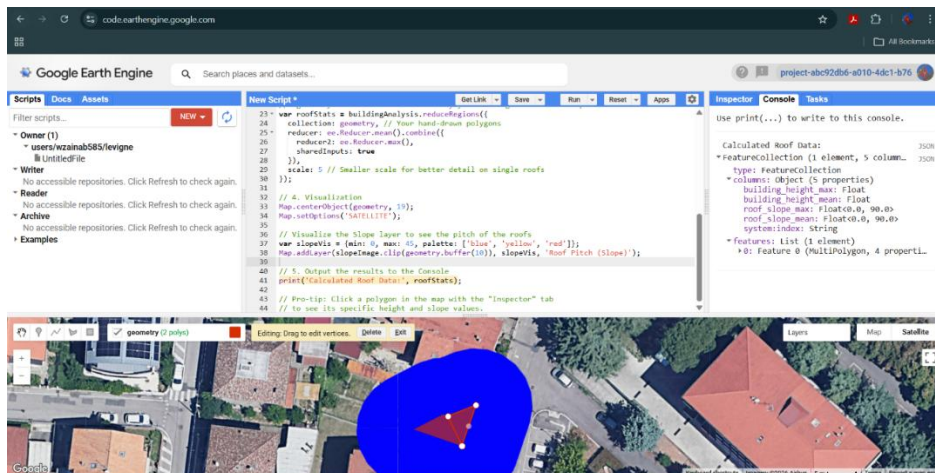 code.earthengine.google.com
All Bookmarks
Google Earth Engine
Search places and datasets...
project-abc92db6-a010-4dc1-b76
Scripts Docs Assets
Filter scripts...
NEW
Owner (1)
users/wzainab585/levigne
UntitledFile
Writer
No accessible repositories. Click Refresh to check again.
Reader
No accessible repositories. Click Refresh to check again.
Archive
No accessible repositories. Click Refresh to check again.
Examples
New Script *
Get Link Save Run Reset Apps
23 var roofStats = buildingAnalysis.reduceRegions({
24 collection: geometry, // Your hand-drawn polygons
25 reducer: ee.Reducer.mean().combine({
26 reducer2: ee.Reducer.max(),
27 sharedInputs: true
28 }),
29 scale: 5 // Smaller scale for better detail on single roofs
30 });
31
32 // 4. Visualization
33 Map.centerObject(geometry, 19);
34 Map.setOptions('SATELLITE');
35
36 // Visualize the Slope layer to see the pitch of the roofs
37 var slopeVis = {min: 0, max: 45, palette: ['blue', 'yellow', 'red']};
38 Map.addLayer(slopeImage.clip(geometry.buffer(10)), slopeVis, 'Roof Pitch (Slope)');
39
40 // 5. Output the results to the Console
41 print('Calculated Roof Data:', roofStats);
42
43 // Pro-tip: Click a polygon in the map with the "Inspector" tab
44 // to see its specific height and slope values.
Inspector Console Tasks
Use print(...) to write to this console.
Calculated Roof Data: JSON
FeatureCollection (1 element, 5 column... JSON
type: FeatureCollection
columns: Object (5 properties)
building_height_max: Float
building_height_mean: Float
roof_slope_max: Float<0.0, 90.0>
roof_slope_mean: Float<0.0, 90.0>
system:index: String
features: List (1 element)
0: Feature 0 (MultiPolygon, 4 properti...
geometry (2 polys)
Editing: Drag to edit vertices. Delete Exit
Layers
Map Satellite
Google